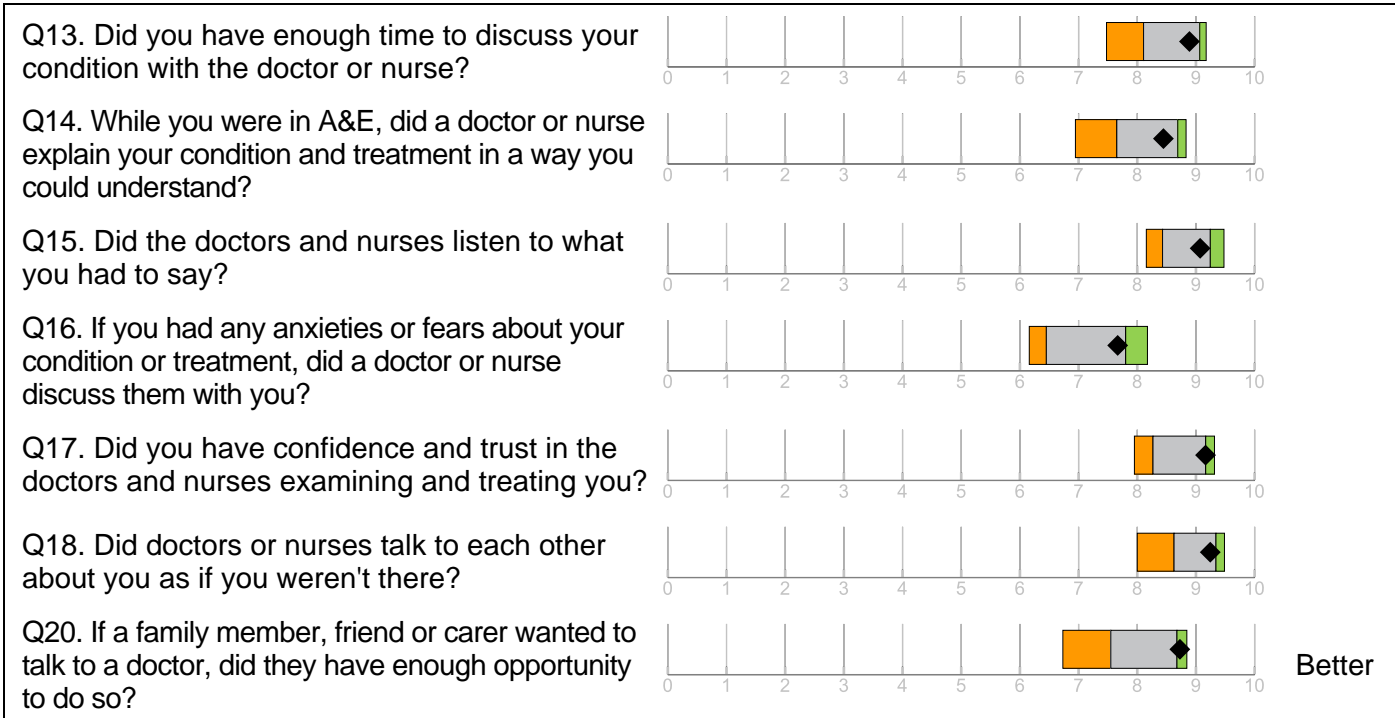 Q13. Did you have enough time to discuss your
condition with the doctor or nurse?
0 1 2 3 4 5 6 7 8 9 10
Q14. While you were in A&E, did a doctor or nurse
explain your condition and treatment in a way you
could understand?
0 1 2 3 4 5 6 7 8 9 10
Q15. Did the doctors and nurses listen to what
you had to say?
0 1 2 3 4 5 6 7 8 9 10
Q16. If you had any anxieties or fears about your
condition or treatment, did a doctor or nurse
discuss them with you?
0 1 2 3 4 5 6 7 8 9 10
Q17. Did you have confidence and trust in the
doctors and nurses examining and treating you?
0 1 2 3 4 5 6 7 8 9 10
Q18. Did doctors or nurses talk to each other
about you as if you weren't there?
0 1 2 3 4 5 6 7 8 9 10
Q20. If a family member, friend or carer wanted to
talk to a doctor, did they have enough opportunity
to do so?
0 1 2 3 4 5 6 7 8 9 10
Better